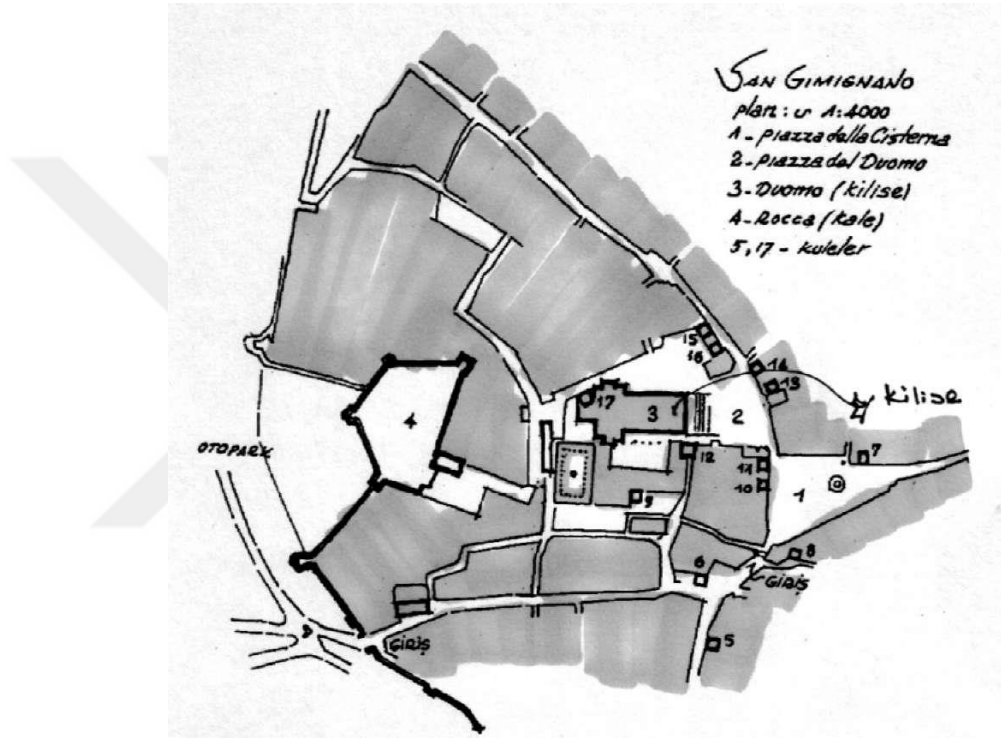 SAN GIMIGNANO
plan: 1:4000
1- piazza della Cisterna
2- piazza del Duomo
3- Duomo (kilise)
4- Rocca (kale)
5,17 - kuleler
15
16
14
13
kilise
17
3
2
4
OTOPARK
12
11
10
7
1
9
6
8
GİRİŞ
GİRİŞ
5